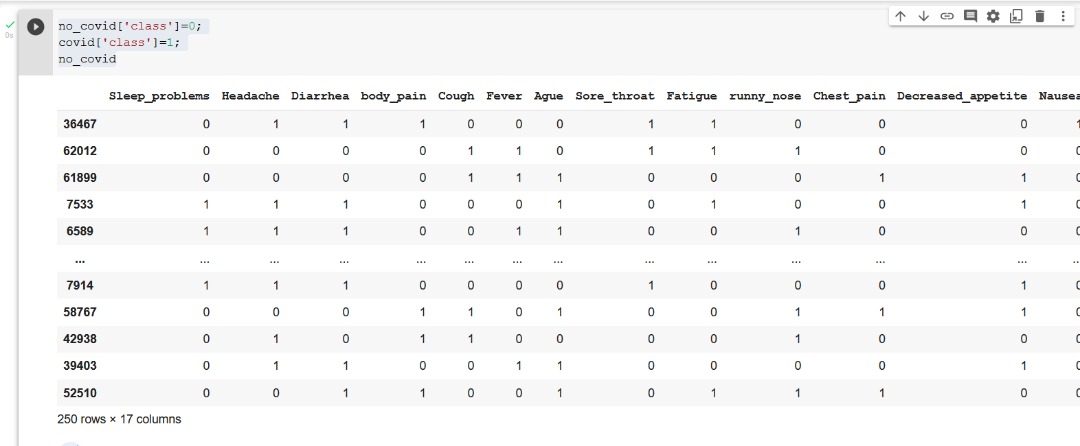 no_covid['class']=0;
covid['class']=1;
0s
no_covid
Sleep_problems Headache Diarrhea body_pain Cough Fever Ague Sore_throat Fatigue runny_nose Chest_pain Decreased_appetite Nausea
36467 0 1 1 1 0 0 0 1 1 0 0 0 1
62012 0 0 0 0 1 1 0 1 1 1 0 0 0
61899 0 0 0 0 1 1 1 0 0 0 1 1 0
7533 1 1 1 0 0 0 1 0 1 0 0 1 0
6589 1 1 1 0 0 1 1 0 0 1 0 0 0
... ... ... ... ... ... ... ... ... ... ... ... ... ...
7914 1 1 1 0 0 0 0 1 0 0 0 1 0
58767 0 0 0 1 1 0 1 0 0 1 1 1 0
42938 0 1 0 1 1 0 0 0 0 1 0 0 0
39403 0 1 1 0 0 1 1 0 0 0 0 1 0
52510 0 0 1 1 0 0 1 0 1 1 1 0 0
250 rows × 17 columns